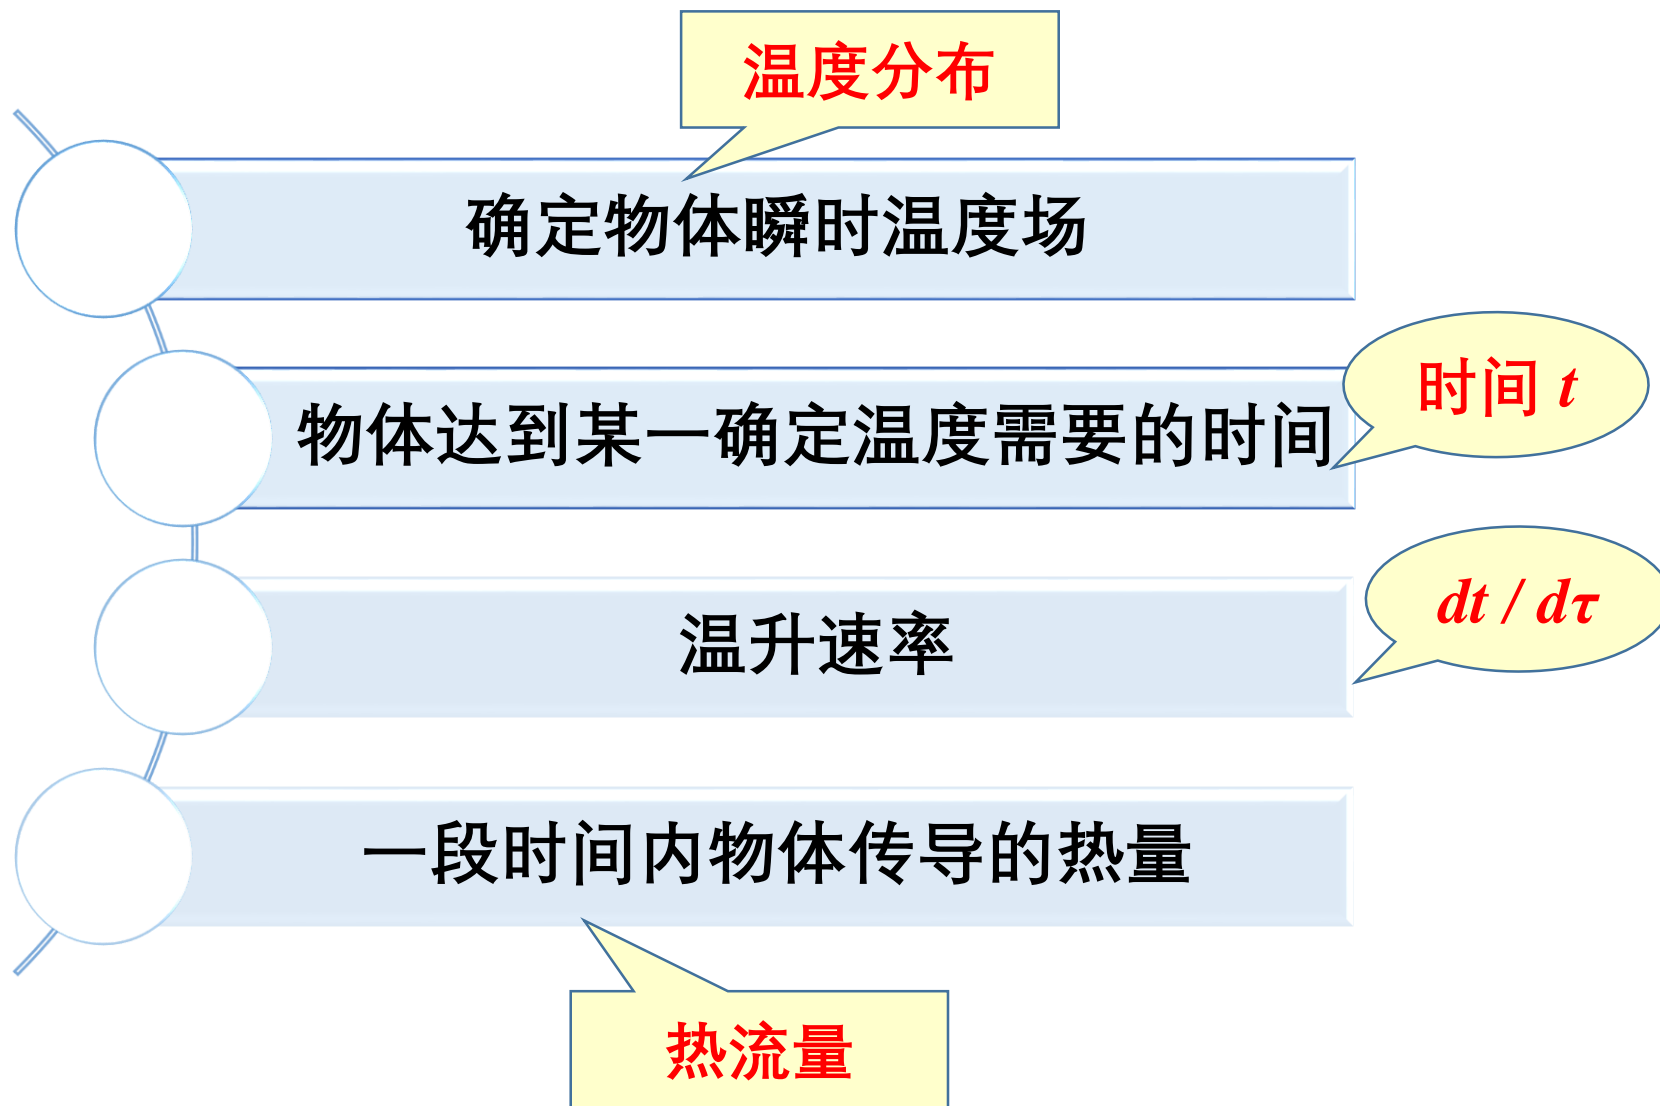 温度分布
确定物体瞬时温度场
时间 t
物体达到某一确定温度需要的时间
dt / dτ
温升速率
一段时间内物体传导的热量
热流量